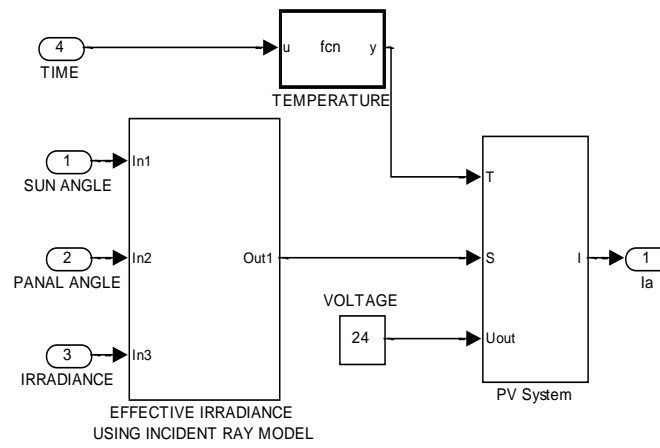 4
TIME
u fcn y
TEMPERATURE
1
SUN ANGLE
In1
T
2
PANAL ANGLE
In2
Out1
S
I
1
Ia
VOLTAGE
24
Uout
3
IRRADIANCE
In3
EFFECTIVE IRRADIANCE
USING INCIDENT RAY MODEL
PV System